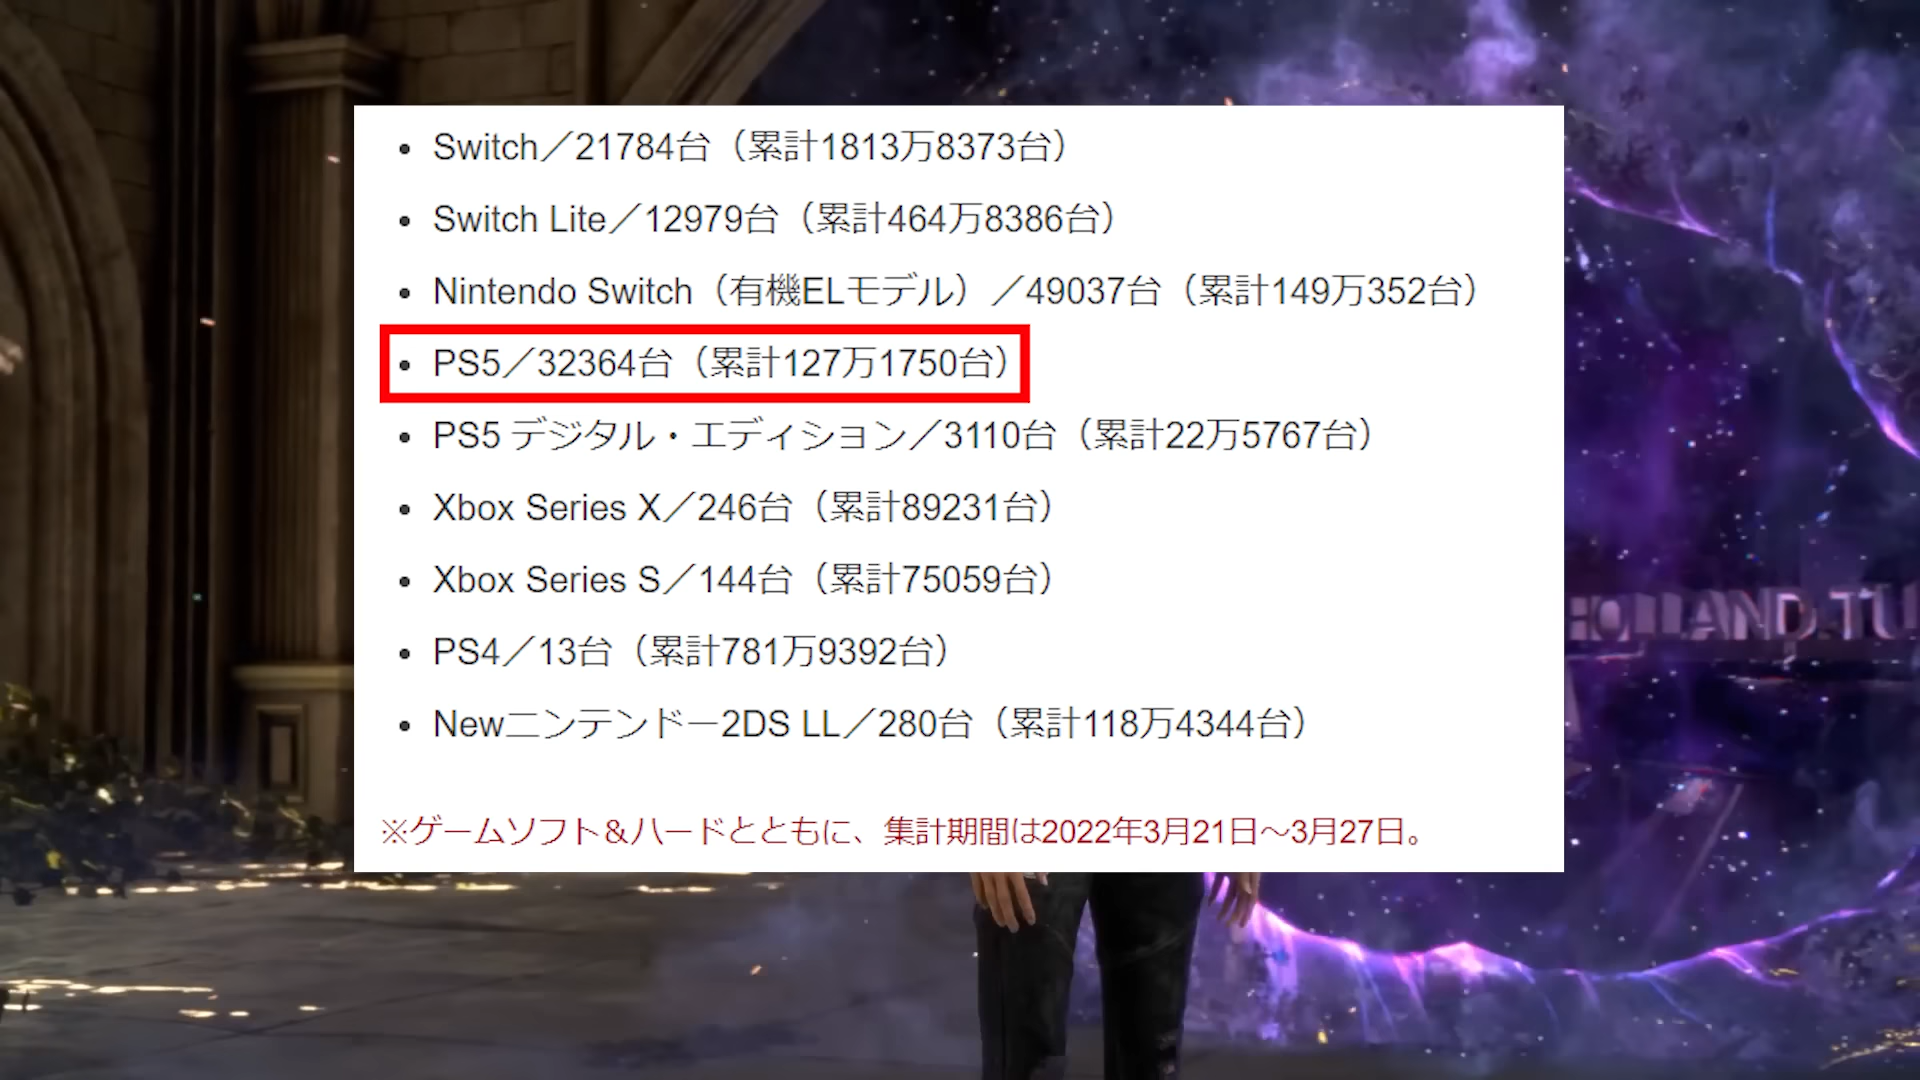 Switch／21784台（累計1813万8373台）
Switch Lite／12979台（累計464万8386台）
Nintendo Switch（有機ELモデル）／49037台（累計149万352台）
PS5／32364台（累計127万1750台）
PS5 デジタル・エディション／3110台（累計22万5767台）
Xbox Series X／246台（累計89231台）
Xbox Series S／144台（累計75059台）
PS4／13台（累計781万9392台）
Newニンテンドー2DS LL／280台（累計118万4344台）
※ゲームソフト＆ハードとともに、集計期間は2022年3月21日～3月27日。
HOLLAND.TU